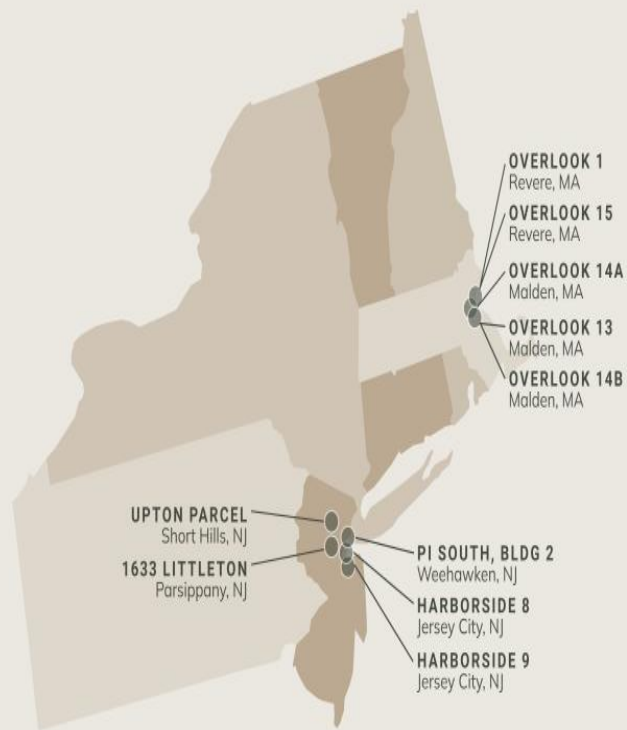 OVERLOOK 1
Revere, MA
OVERLOOK 15
Revere, MA
OVERLOOK 14A
Malden, MA
OVERLOOK 13
Malden, MA
OVERLOOK 14B
Malden, MA
UPTON PARCEL
Short Hills, NJ
1633 LITTLETON
Parsippany, NJ
PI SOUTH, BLDG 2
Weehawken, NJ
HARBORSIDE 8
Jersey City, NJ
HARBORSIDE 9
Jersey City, NJ